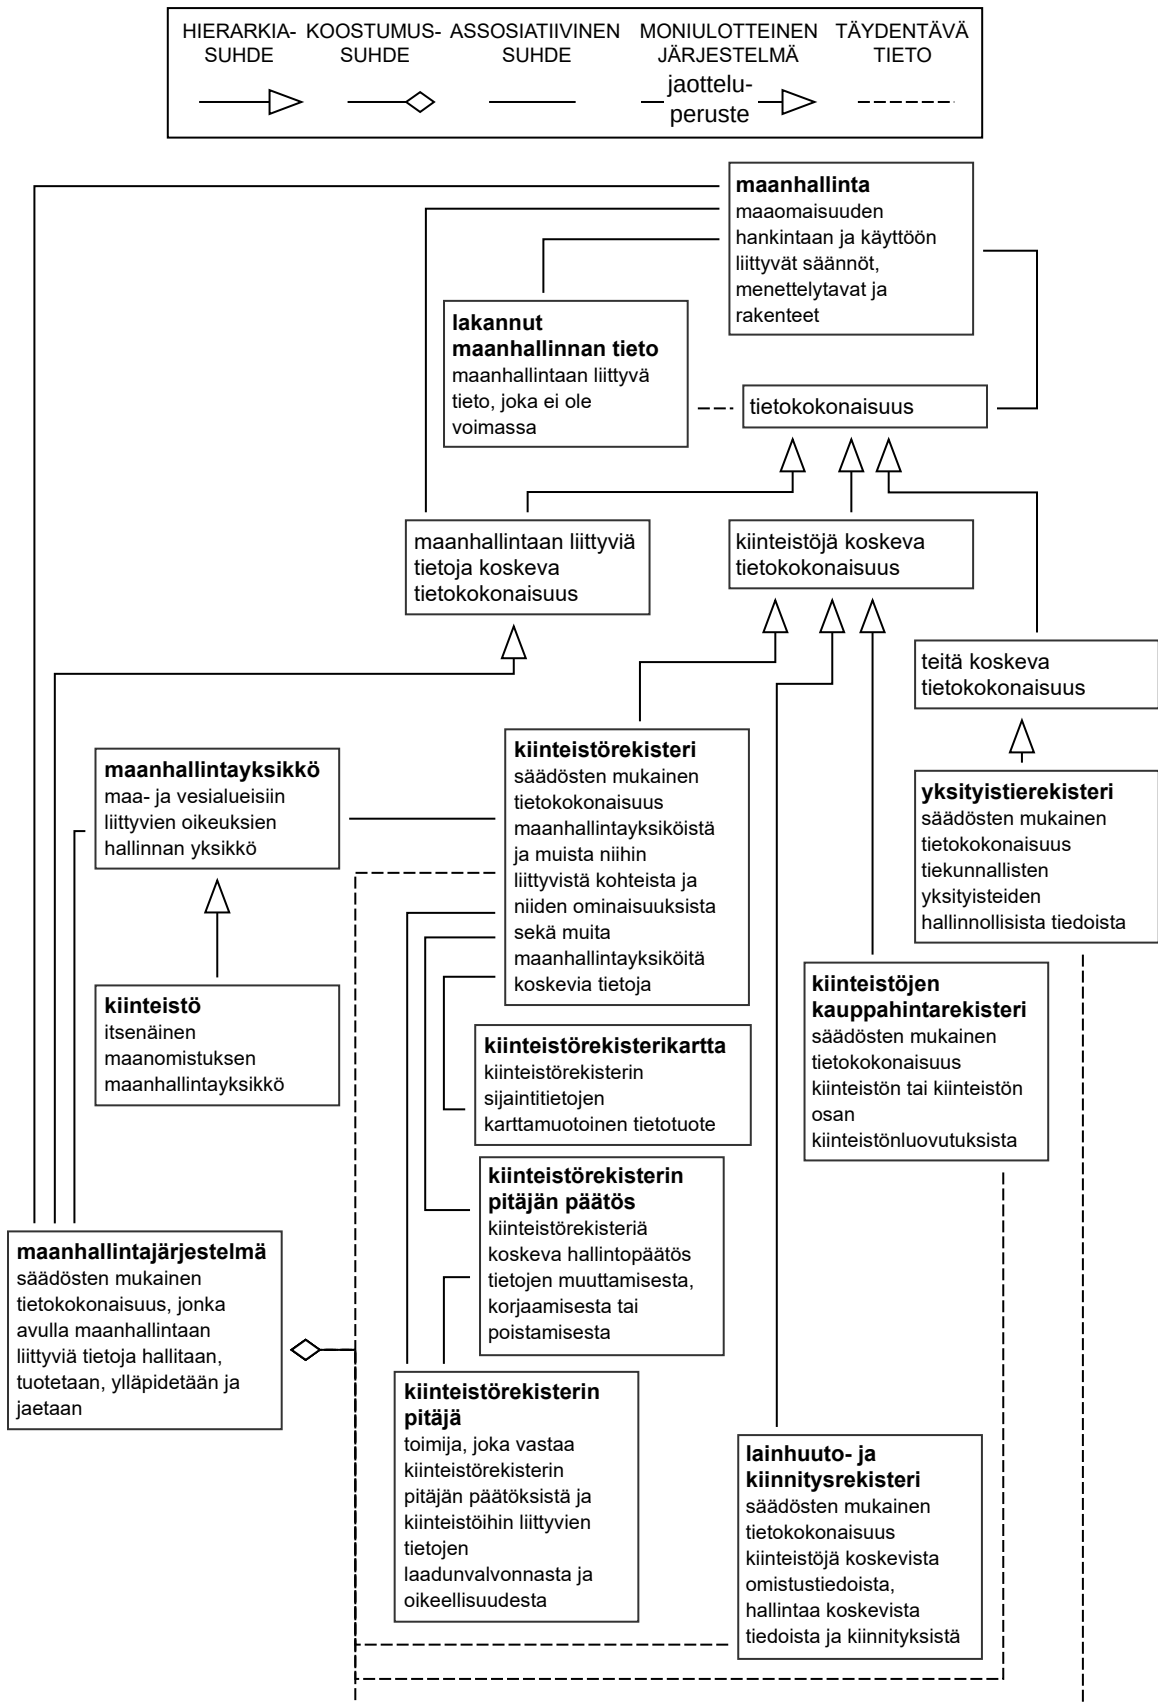 HIERARKIA-
SUHDE
KOOSTUMUS-
SUHDE
ASSOSIATIIVINEN
SUHDE
MONIULOTTEINEN
JÄRJESTELMÄ
jaottelu-
peruste
TÄYDENTÄVÄ
TIETO
maanhallinta
maaomaisuuden
hankintaan ja käyttöön
liittyvät säännöt,
menettelytavat ja
rakenteet
lakannut
maanhallinnan tieto
maanhallintaan liittyvä
tieto, joka ei ole
voimassa
tietokokonaisuus
maanhallintaan liittyviä
tietoja koskeva
tietokokonaisuus
kiinteistöjä koskeva
tietokokonaisuus
teitä koskeva
tietokokonaisuus
maanhallintayksikkö
maa- ja vesialueisiin
liittyvien oikeuksien
hallinnan yksikkö
kiinteistörekisteri
säädösten mukainen
tietokokonaisuus
maanhallintayksiköistä
ja muista niihin
liittyvistä kohteista ja
niiden ominaisuuksista
sekä muita
maanhallintayksiköitä
koskevia tietoja
yksityistierekisteri
säädösten mukainen
tietokokonaisuus
tiekunnallisten
yksityisteiden
hallinnollisista tiedoista
kiinteistö
itsenäinen
maanomistuksen
maanhallintayksikkö
kiinteistöjen
kauppahintarekisteri
säädösten mukainen
tietokokonaisuus
kiinteistön tai kiinteistön
osan
kiinteistönluovutuksista
kiinteistörekisterikartta
kiinteistörekisterin
sijaintitietojen
karttamuotoinen tietotuote
kiinteistörekisterin
pitäjän päätös
kiinteistörekisteriä
koskeva hallintopäätös
tietojen muuttamisesta,
korjaamisesta tai
poistamisesta
maanhallintajärjestelmä
säädösten mukainen
tietokokonaisuus, jonka
avulla maanhallintaan
liittyviä tietoja hallitaan,
tuotetaan, ylläpidetään ja
jaetaan
kiinteistörekisterin
pitäjä
toimija, joka vastaa
kiinteistörekisterin
pitäjän päätöksistä ja
kiinteistöihin liittyvien
tietojen
laadunvalvonnasta ja
oikeellisuudesta
lainhuuto- ja
kiinnitysrekisteri
säädösten mukainen
tietokokonaisuus
kiinteistöjä koskevista
omistustiedoista,
hallintaa koskevista
tiedoista ja kiinnityksistä